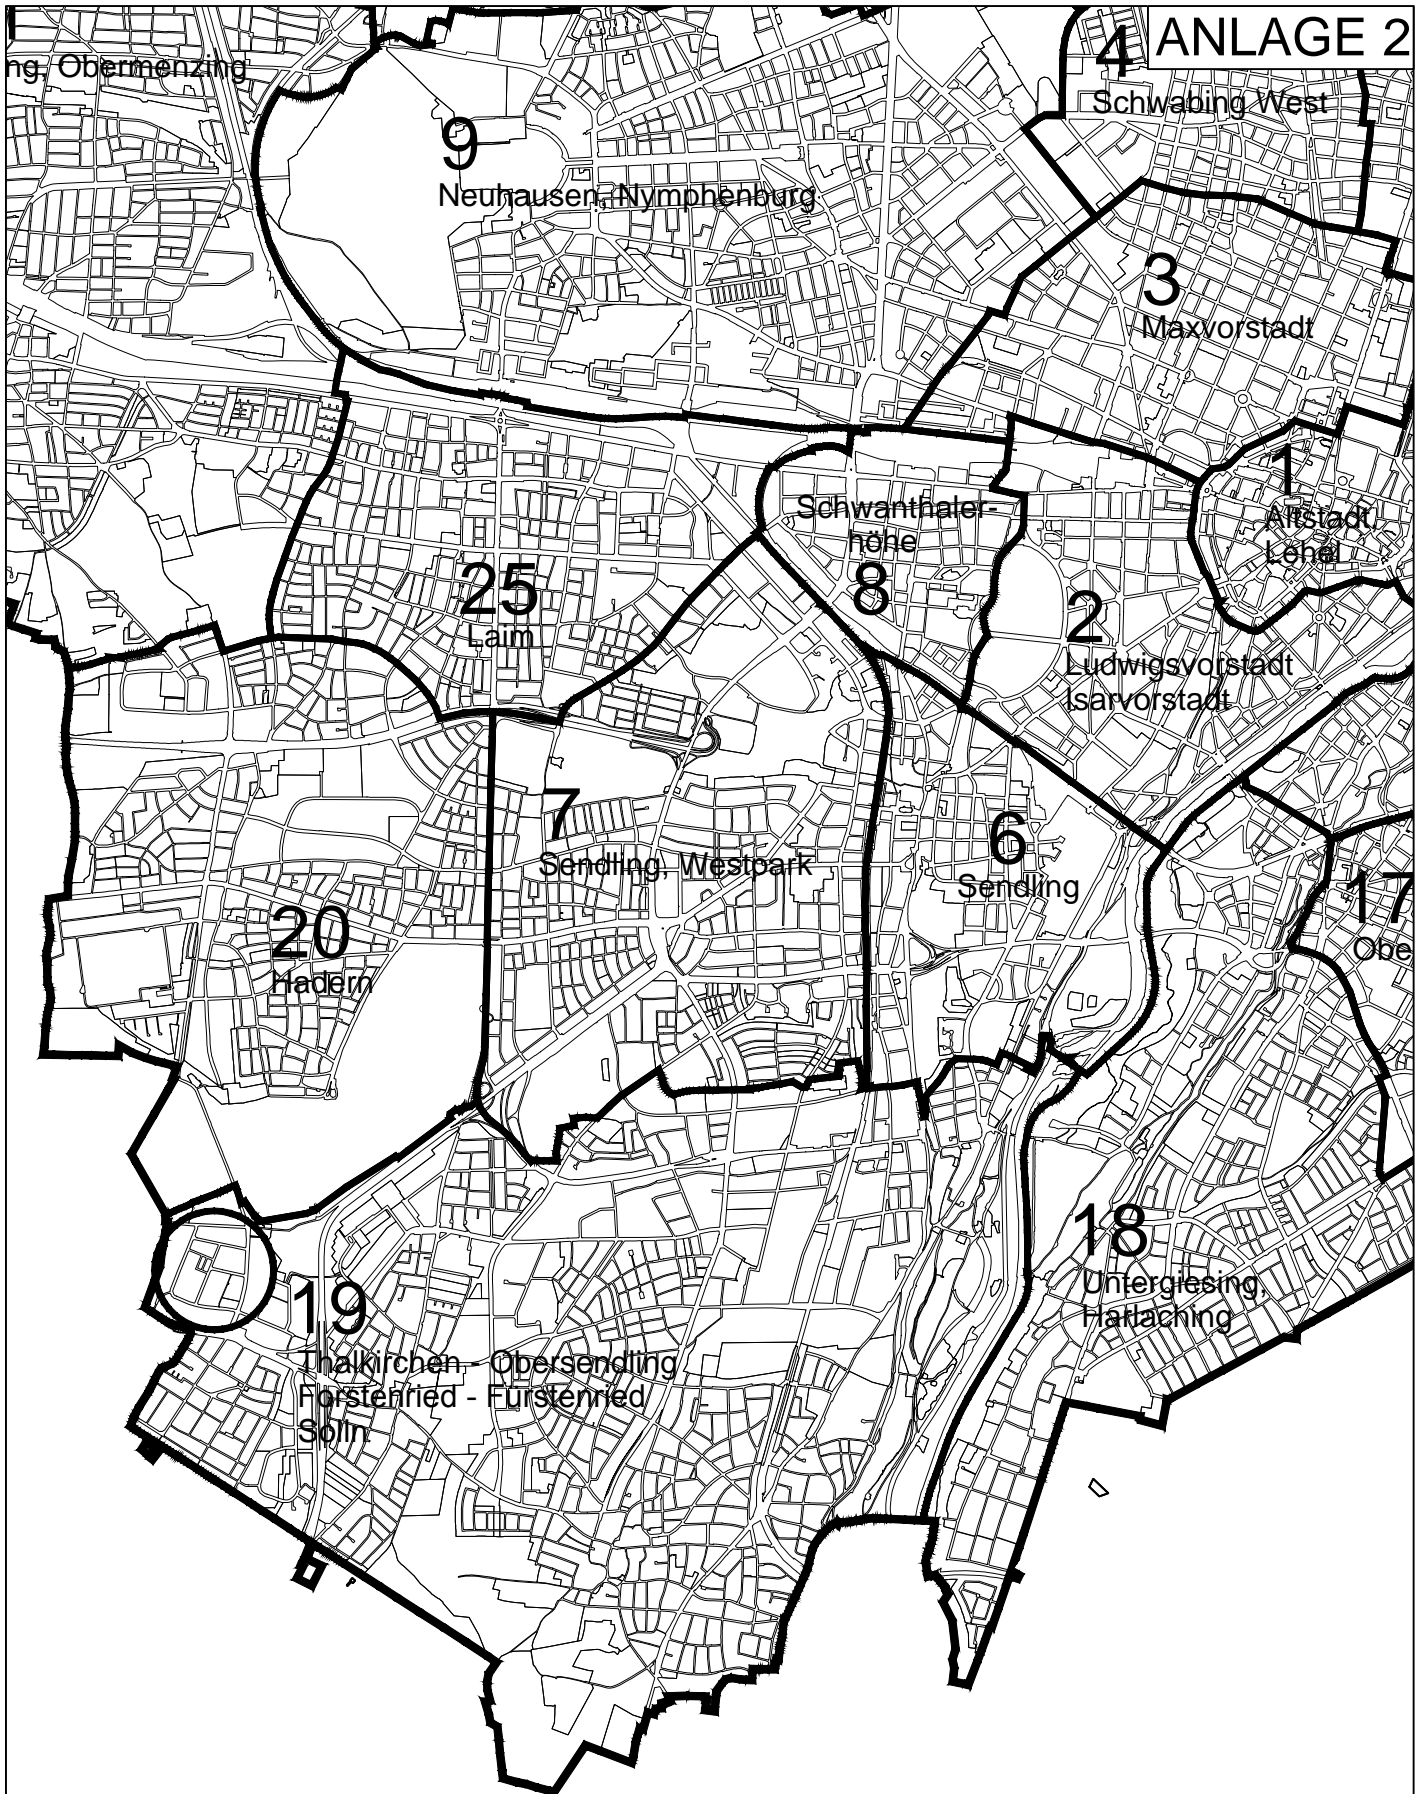 ANLAGE 2
ng, Obermenzing
4
Schwabing West
9
Neuhausen, Nymphenburg
3
Maxvorstadt
1
Altstadt,
Lehel
Schwanthaler-
höhe
8
25
Laim
2
Ludwigsvorstadt
Isarvorstadt
7
Sendling, Westpark
6
Sendling
17
Obe
20
Hadern
18
Untergiesing,
Harlaching
19
Thalkirchen - Obersendling
Forstenried - Fürstenried
Solln